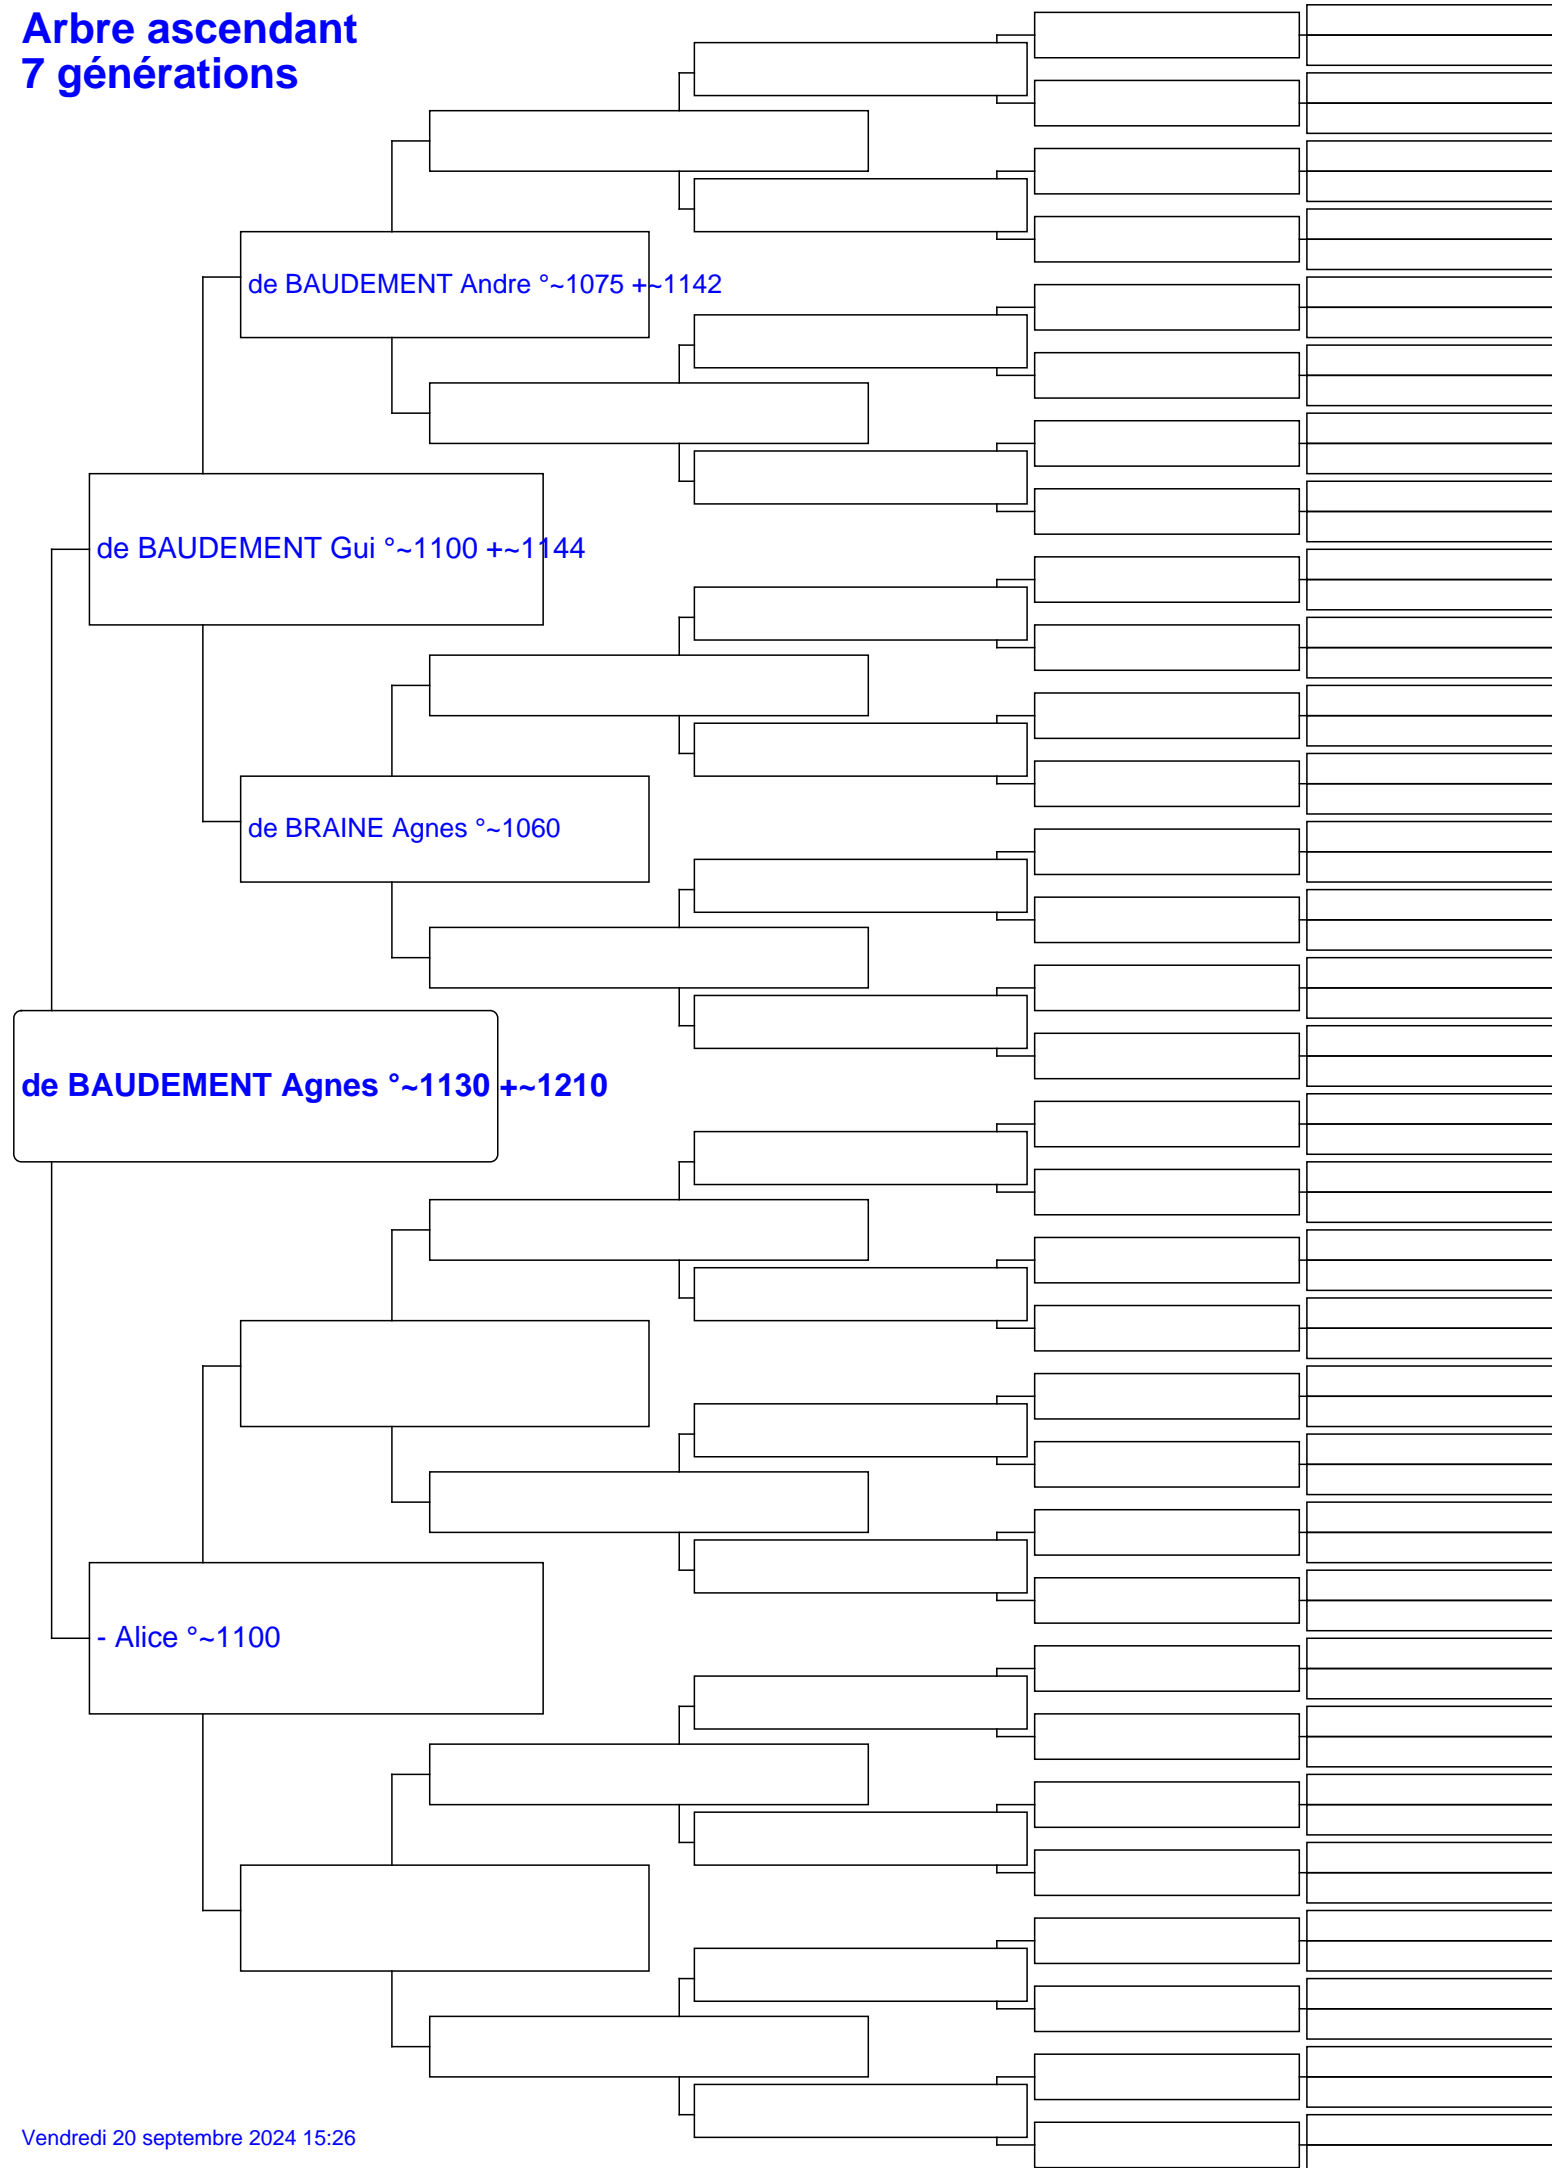 Arbre ascendant
7 générations
de BAUDEMENT Andre °~1075 +~1142
de BAUDEMENT Gui °~1100 +~1144
de BRAINE Agnes °~1060
de BAUDEMENT Agnes °~1130 +~1210
- Alice °~1100
Vendredi 20 septembre 2024 15:26